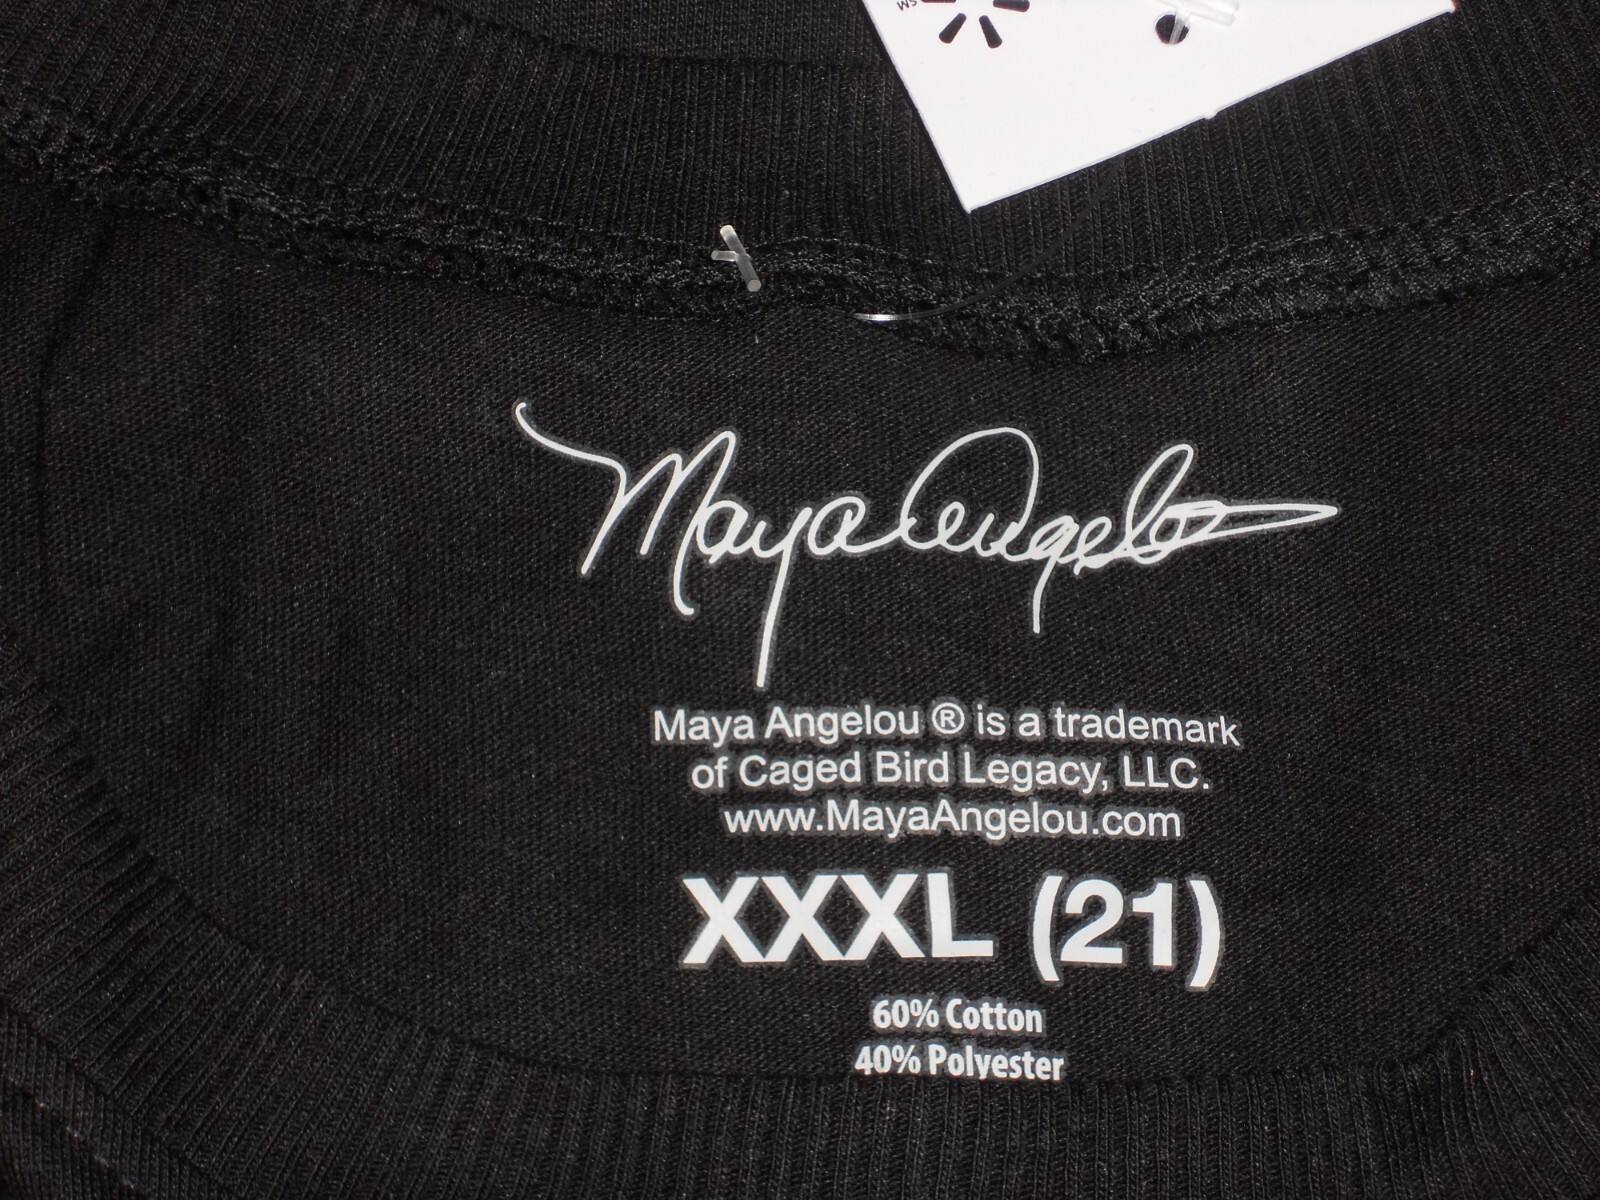 SM
Maya Angelou
Maya Angelou ® is a trademark
of Caged Bird Legacy, LLC.
www.MayaAngelou.com
XXXL (21)
60% Cotton
40% Polyester